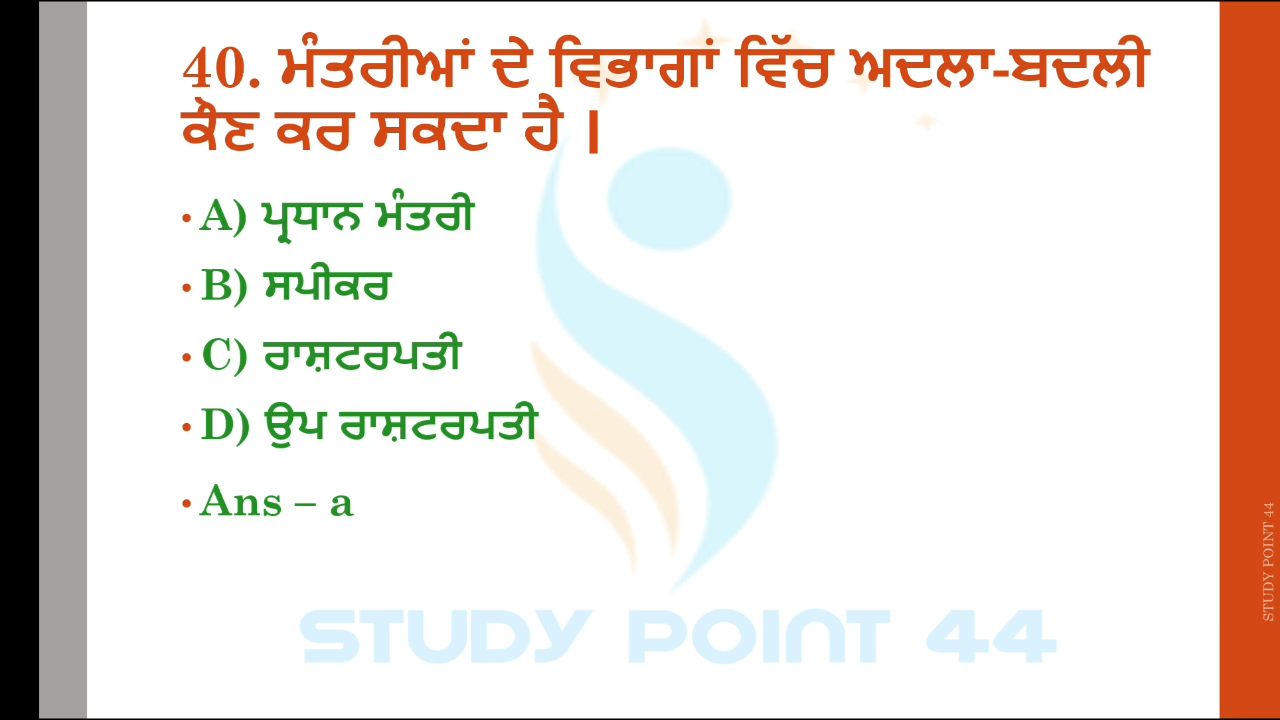 40. ਮੰਤਰੀਆਂ ਦੇ ਵਿਭਾਗਾਂ ਵਿੱਚ ਅਦਲਾ-ਬਦਲੀ
ਕੌਣ ਕਰ ਸਕਦਾ ਹੈ ।
• A) ਪ੍ਰਧਾਨ ਮੰਤਰੀ
• B) ਸਪੀਕਰ
• C) ਰਾਸ਼ਟਰਪਤੀ
• D) ਉਪ ਰਾਸ਼ਟਰਪਤੀ
• Ans – a
STUDY POINT 44
STUDY POINT 44